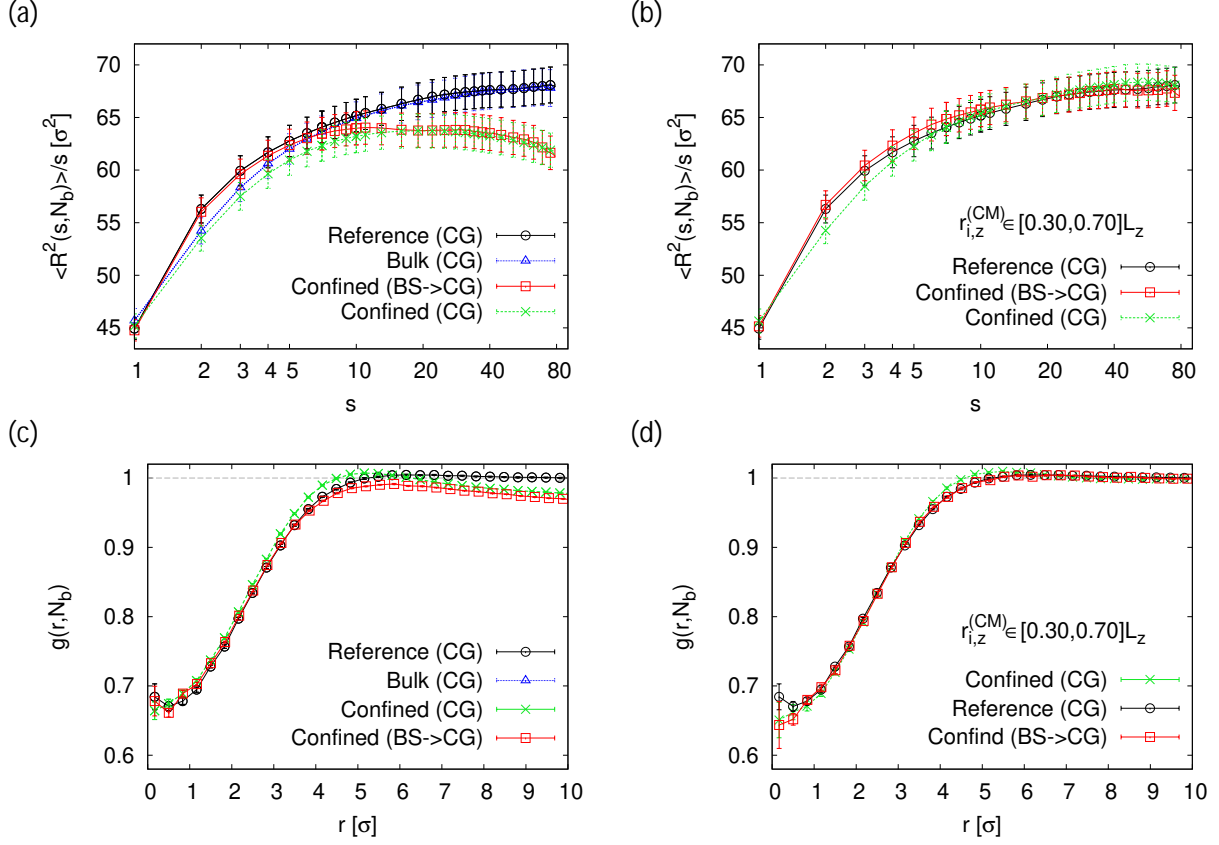 (a)
<R²(s,N_b)>/s [σ²]
70
65
60
55
50
45
Reference (CG)
Bulk (CG)
Confined (BS->CG)
Confined (CG)
1 2 3 4 5 10 20 40 80
s
(b)
<R²(s,N_b)>/s [σ²]
70
65
60
55
50
45
r_{i,z}^{(CM)}∈[0.30,0.70]L_z
Reference (CG)
Confined (BS->CG)
Confined (CG)
1 2 3 4 5 10 20 40 80
s
(c)
g(r,N_b)
1
0.9
0.8
0.7
0.6
Reference (CG)
Bulk (CG)
Confined (CG)
Confined (BS->CG)
0 1 2 3 4 5 6 7 8 9 10
r [σ]
(d)
g(r,N_b)
1
0.9
0.8
0.7
0.6
r_{i,z}^{(CM)}∈[0.30,0.70]L_z
Confined (CG)
Reference (CG)
Confind (BS->CG)
0 1 2 3 4 5 6 7 8 9 10
r [σ]